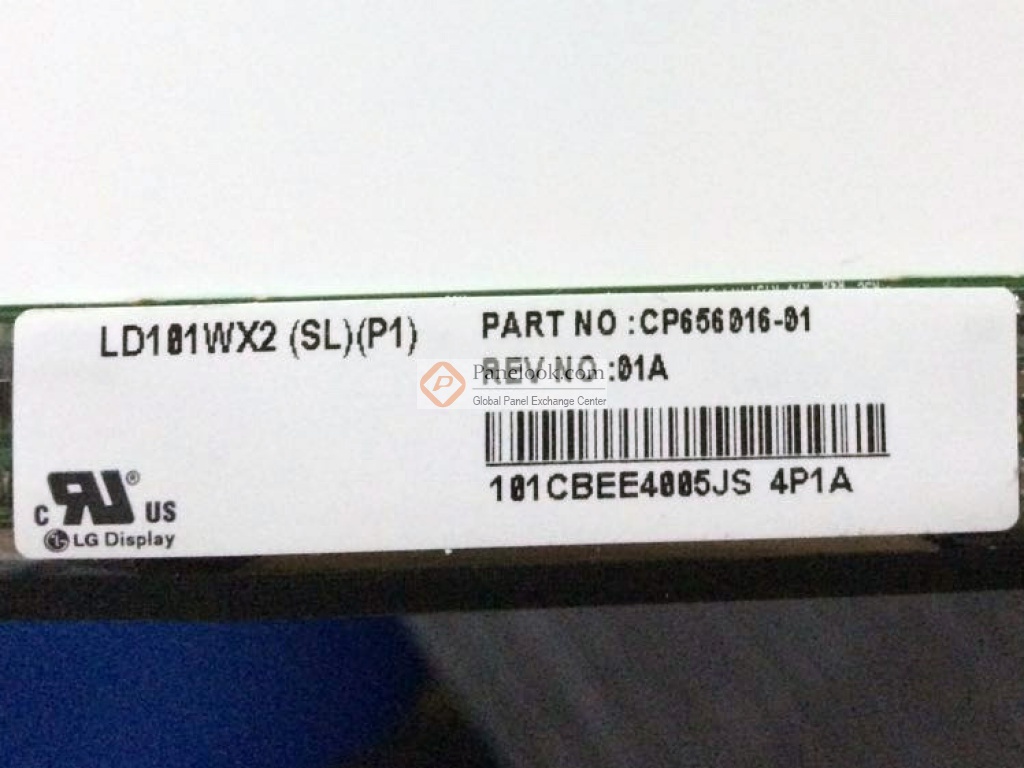 LD101WX2 (SL)(P1)
PART NO :CP656016-01
REV NO :01A
Panelook.com
Global Panel Exchange Center
101CBEE4005JS 4P1A
c RU ® US
LG Display